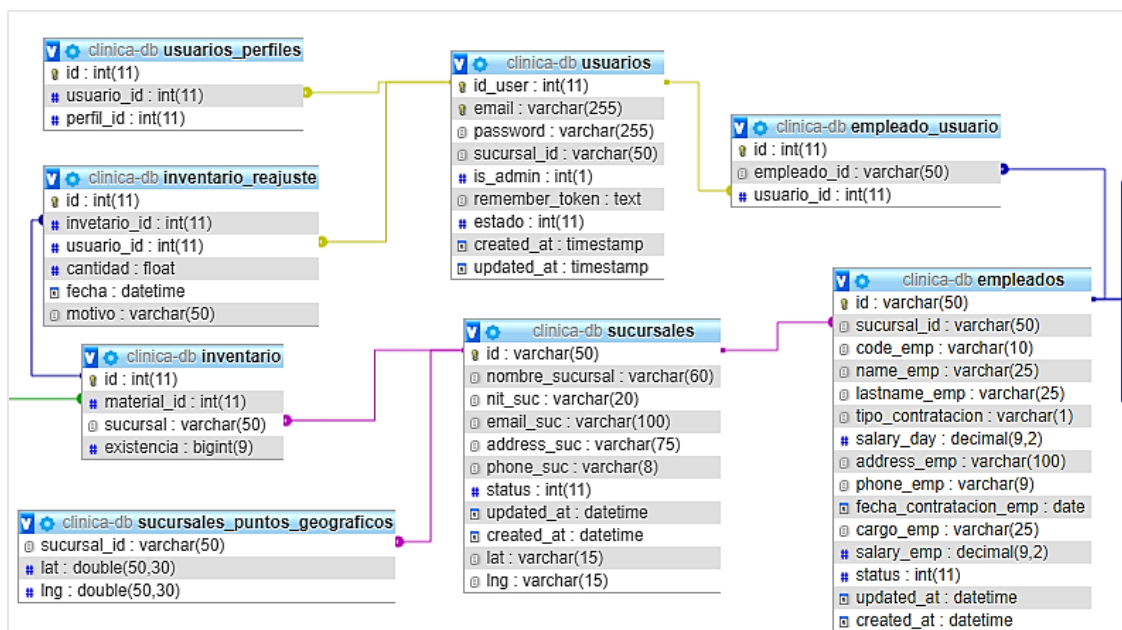 clinica-db usuarios_perfiles
id : int(11)
usuario_id : int(11)
perfil_id : int(11)
clinica-db inventario_reajuste
id : int(11)
invetario_id : int(11)
usuario_id : int(11)
cantidad : float
fecha : datetime
motivo : varchar(50)
clinica-db inventario
id : int(11)
material_id : int(11)
sucursal : varchar(50)
existencia : bigint(9)
clinica-db sucursales_puntos_geograficos
sucursal_id : varchar(50)
lat : double(50,30)
lng : double(50,30)
clinica-db usuarios
id_user : int(11)
email : varchar(255)
password : varchar(255)
sucursal_id : varchar(50)
is_admin : int(1)
remember_token : text
estado : int(11)
created_at : timestamp
updated_at : timestamp
clinica-db sucursales
id : varchar(50)
nombre_sucursal : varchar(60)
nit_suc : varchar(20)
email_suc : varchar(100)
address_suc : varchar(75)
phone_suc : varchar(8)
status : int(11)
updated_at : datetime
created_at : datetime
lat : varchar(15)
lng : varchar(15)
clinica-db empleado_usuario
id : int(11)
empleado_id : varchar(50)
usuario_id : int(11)
clinica-db empleados
id : varchar(50)
sucursal_id : varchar(50)
code_emp : varchar(10)
name_emp : varchar(25)
lastname_emp : varchar(25)
tipo_contratacion : varchar(1)
salary_day : decimal(9,2)
address_emp : varchar(100)
phone_emp : varchar(9)
fecha_contratacion_emp : date
cargo_emp : varchar(25)
salary_emp : decimal(9,2)
status : int(11)
updated_at : datetime
created_at : datetime